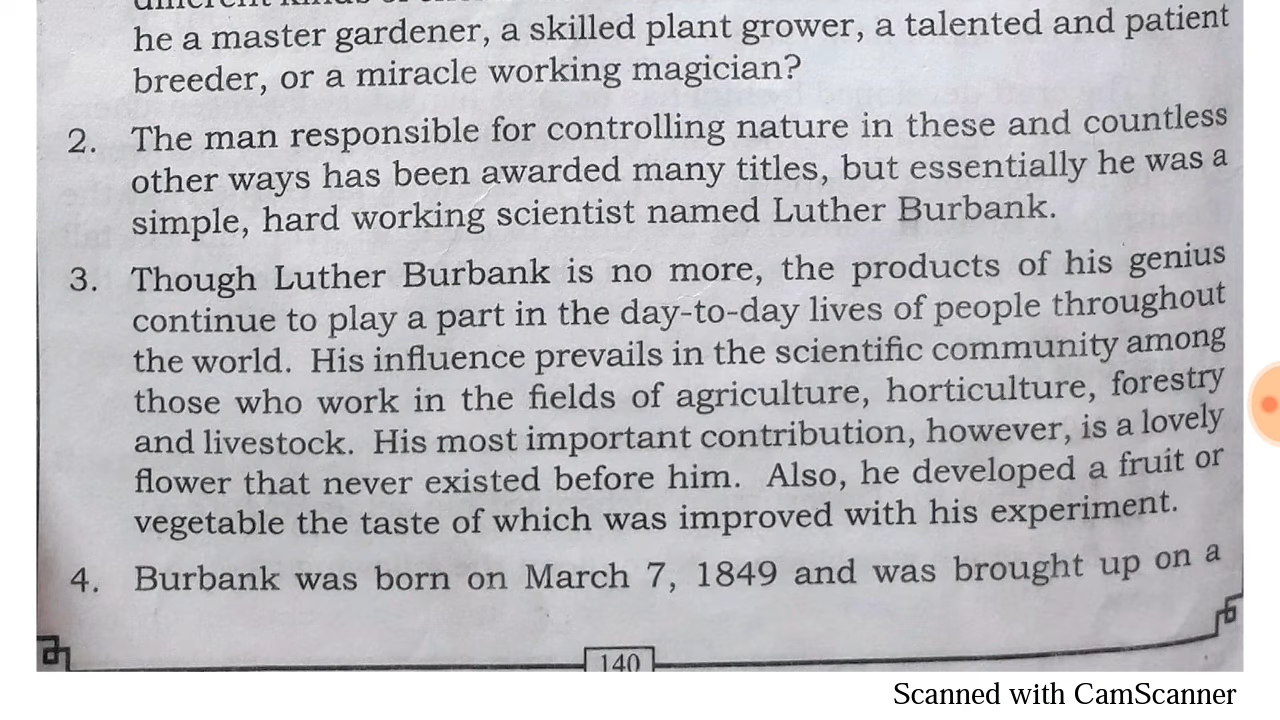 he a master gardener, a skilled plant grower, a talented and patient
breeder, or a miracle working magician?
2. The man responsible for controlling nature in these and countless
other ways has been awarded many titles, but essentially he was a
simple, hard working scientist named Luther Burbank.
3. Though Luther Burbank is no more, the products of his genius
continue to play a part in the day-to-day lives of people throughout
the world. His influence prevails in the scientific community among
those who work in the fields of agriculture, horticulture, forestry
and livestock. His most important contribution, however, is a lovely
flower that never existed before him. Also, he developed a fruit or
vegetable the taste of which was improved with his experiment.
4. Burbank was born on March 7, 1849 and was brought up on a
140
Scanned with CamScanner